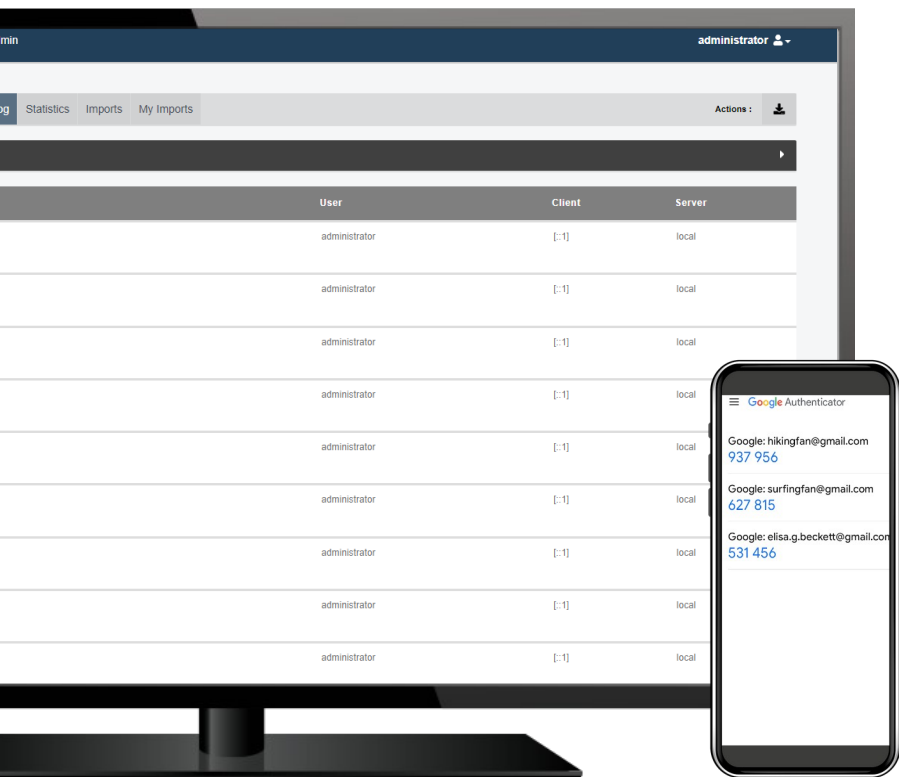 min
administrator
og Statistics Imports My Imports Actions :
User Client Server
administrator [::1] local
administrator [::1] local
administrator [::1] local
administrator [::1] local
administrator [::1] local
administrator [::1] local
administrator [::1] local
administrator [::1] local
administrator [::1] local
Google Authenticator
Google: hikingfan@gmail.com
937 956
Google: surfingfan@gmail.com
627 815
Google: elisa.g.beckett@gmail.con
531 456